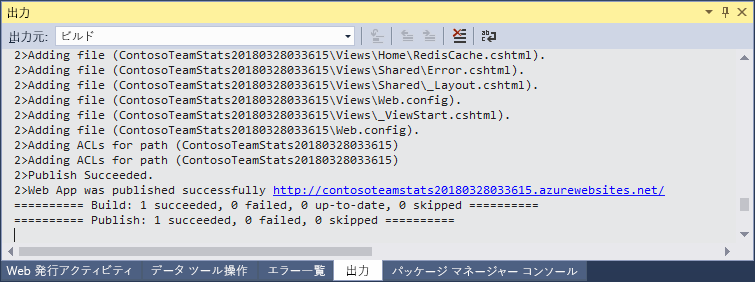 出力
出力元: ビルド
2>Adding file (ContosoTeamStats20180328033615\Views\Home\RedisCache.cshtml).
2>Adding file (ContosoTeamStats20180328033615\Views\Shared\Error.cshtml).
2>Adding file (ContosoTeamStats20180328033615\Views\Shared\_Layout.cshtml).
2>Adding file (ContosoTeamStats20180328033615\Views\Web.config).
2>Adding file (ContosoTeamStats20180328033615\Views\_ViewStart.cshtml).
2>Adding file (ContosoTeamStats20180328033615\Web.config).
2>Adding ACLs for path (ContosoTeamStats20180328033615)
2>Adding ACLs for path (ContosoTeamStats20180328033615)
2>Publish Succeeded.
2>Web App was published successfully http://contosoteamstats20180328033615.azurewebsites.net/
========== Build: 1 succeeded, 0 failed, 0 up-to-date, 0 skipped ==========
========== Publish: 1 succeeded, 0 failed, 0 skipped ==========
Web 発行アクティビティ データ ツール操作 エラー一覧 出力 パッケージ マネージャー コンソール